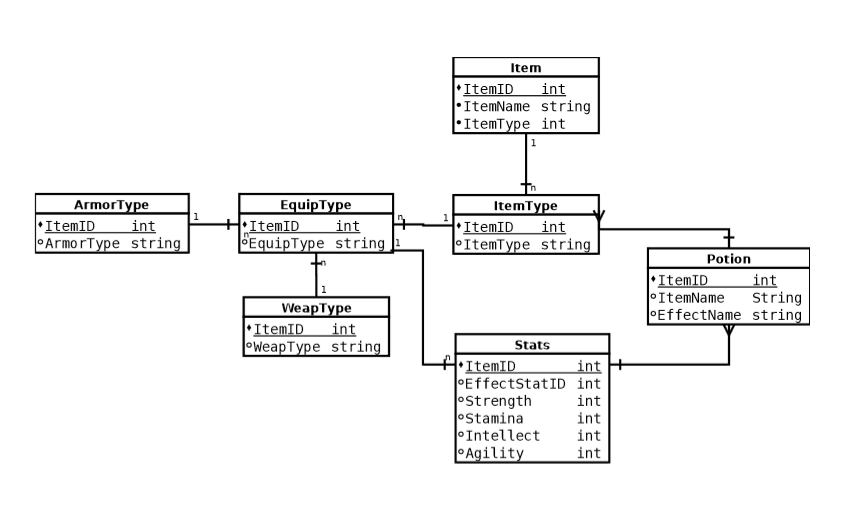 Item
ItemID int
ItemName string
ItemType int
1
n
ArmorType
ItemID int
ArmorType string
1
EquipType
ItemID int
EquipType string
n
n
1
n
1
ItemType
ItemID int
ItemType string
1
Potion
ItemID int
ItemName String
EffectName string
WeapType
ItemID int
WeapType string
Stats
n
ItemID int
EffectStatID int
Strength int
Stamina int
Intellect int
Agility int